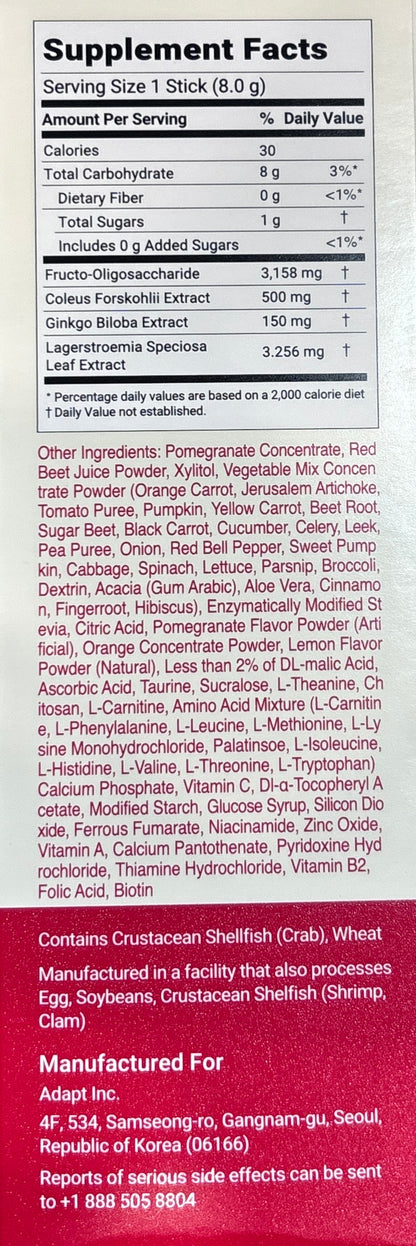 Supplement Facts
Serving Size 1 Stick (8.0 g)
Amount Per Serving % Daily Value
Calories 30
Total Carbohydrate 8 g 3%*
Dietary Fiber 0 g <1%*
Total Sugars 1 g †
Includes 0 g Added Sugars <1%*
Fructo-Oligosaccharide 3,158 mg †
Coleus Forskohlii Extract 500 mg †
Ginkgo Biloba Extract 150 mg †
Lagerstroemia Speciosa
Leaf Extract 3.256 mg †
* Percentage daily values are based on a 2,000 calorie diet
† Daily Value not established.
Other Ingredients: Pomegranate Concentrate, Red
Beet Juice Powder, Xylitol, Vegetable Mix Concen
trate Powder (Orange Carrot, Jerusalem Artichoke,
Tomato Puree, Pumpkin, Yellow Carrot, Beet Root,
Sugar Beet, Black Carrot, Cucumber, Celery, Leek,
Pea Puree, Onion, Red Bell Pepper, Sweet Pump
kin, Cabbage, Spinach, Lettuce, Parsnip, Broccoli,
Dextrin, Acacia (Gum Arabic), Aloe Vera, Cinnamo
n, Fingerroot, Hibiscus), Enzymatically Modified St
evia, Citric Acid, Pomegranate Flavor Powder (Arti
ficial), Orange Concentrate Powder, Lemon Flavor
Powder (Natural), Less than 2% of DL-malic Acid,
Ascorbic Acid, Taurine, Sucralose, L-Theanine, Ch
itosan, L-Carnitine, Amino Acid Mixture (L-Carnitin
e, L-Phenylalanine, L-Leucine, L-Methionine, L-Ly
sine Monohydrochloride, Palatinsoe, L-Isoleucine,
L-Histidine, L-Valine, L-Threonine, L-Tryptophan)
Calcium Phosphate, Vitamin C, Dl-α-Tocopheryl A
cetate, Modified Starch, Glucose Syrup, Silicon Dio
xide, Ferrous Fumarate, Niacinamide, Zinc Oxide,
Vitamin A, Calcium Pantothenate, Pyridoxine Hyd
rochloride, Thiamine Hydrochloride, Vitamin B2,
Folic Acid, Biotin
Contains Crustacean Shellfish (Crab), Wheat
Manufactured in a facility that also processes
Egg, Soybeans, Crustacean Shelfish (Shrimp,
Clam)
Manufactured For
Adapt Inc.
4F, 534, Samseong-ro, Gangnam-gu, Seoul,
Republic of Korea (06166)
Reports of serious side effects can be sent
to +1 888 505 8804